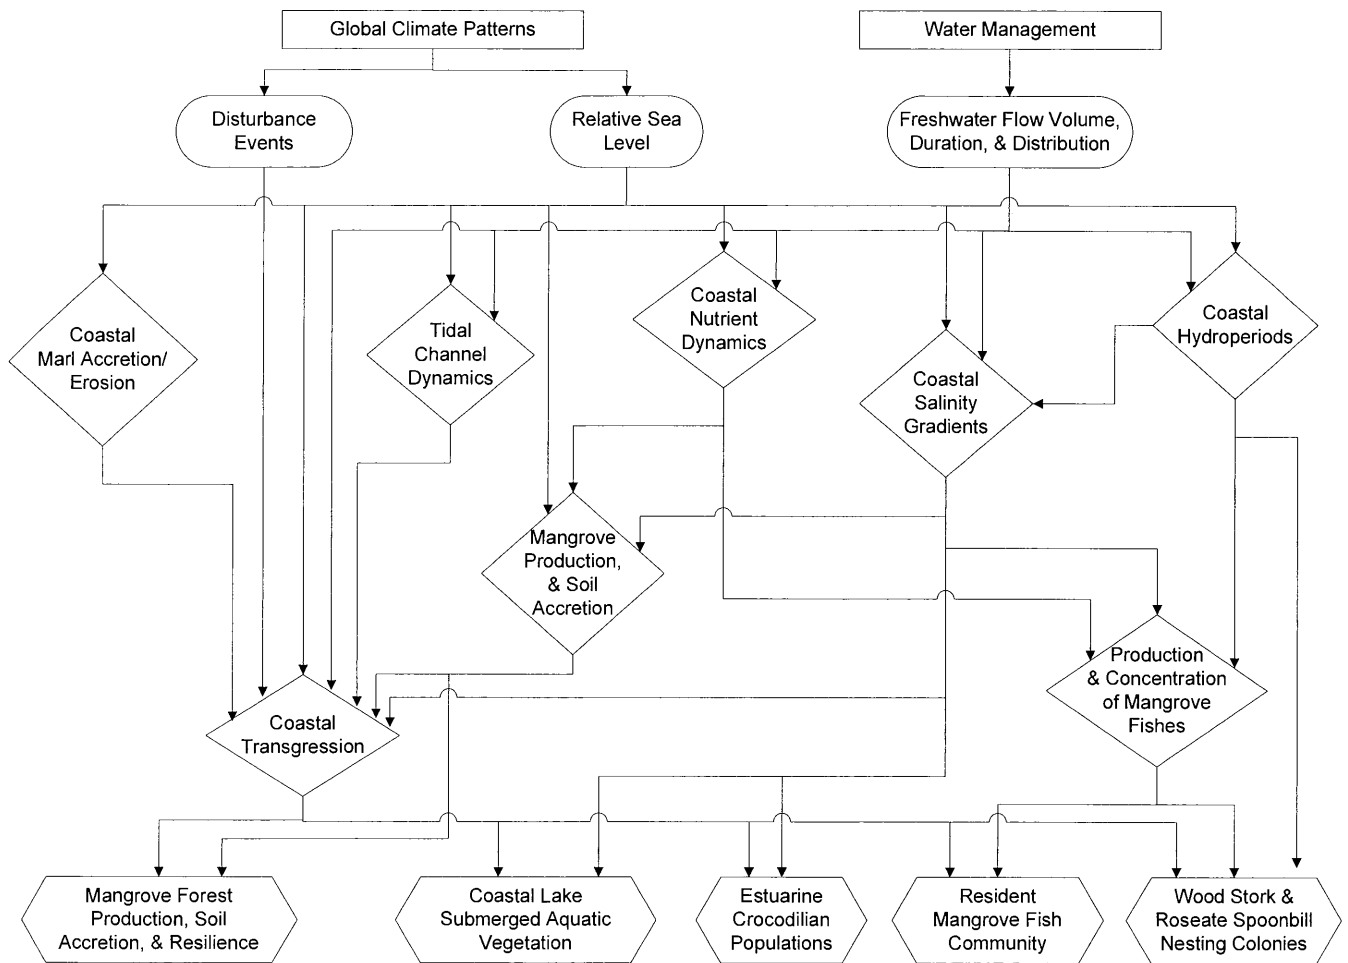 Global Climate Patterns
Water Management
Disturbance
Events
Relative Sea
Level
Freshwater Flow Volume,
Duration, & Distribution
Coastal
Marl Accretion/
Erosion
Tidal
Channel
Dynamics
Coastal
Nutrient
Dynamics
Coastal
Salinity
Gradients
Coastal
Hydroperiods
Mangrove
Production,
& Soil
Accretion
Production
& Concentration
of Mangrove
Fishes
Coastal
Transgression
Mangrove Forest
Production, Soil
Accretion, & Resilience
Coastal Lake
Submerged Aquatic
Vegetation
Estuarine
Crocodilian
Populations
Resident
Mangrove Fish
Community
Wood Stork &
Roseate Spoonbill
Nesting Colonies